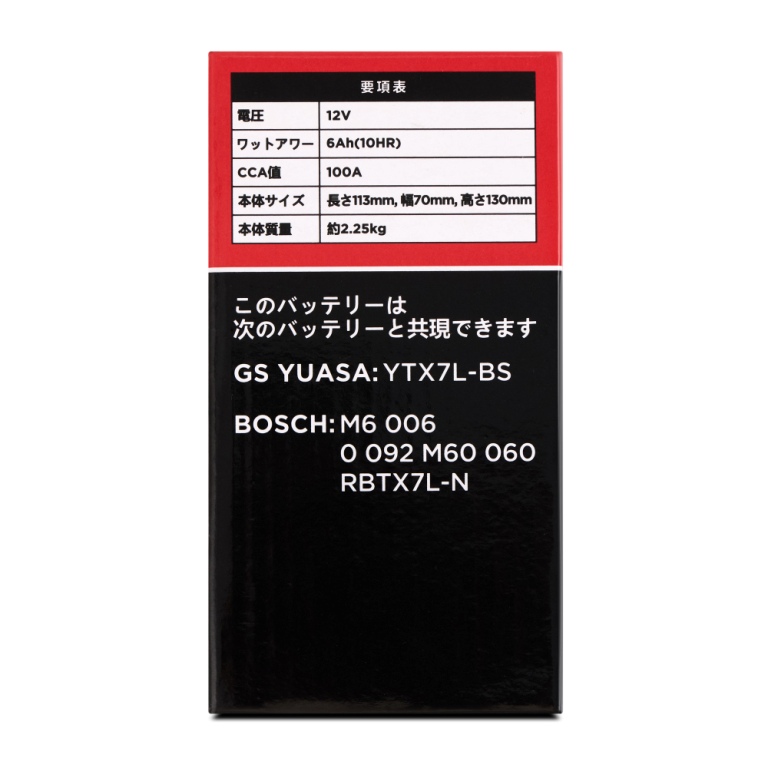 要項表
電圧 12V
ワットアワー 6Ah(10HR)
CCA値 100A
本体サイズ 長さ113mm, 幅70mm, 高さ130mm
本体質量 約2.25kg
このバッテリーは
次のバッテリーと共現できます
GS YUASA: YTX7L-BS
BOSCH: M6 006
0 092 M60 060
RBTX7L-N